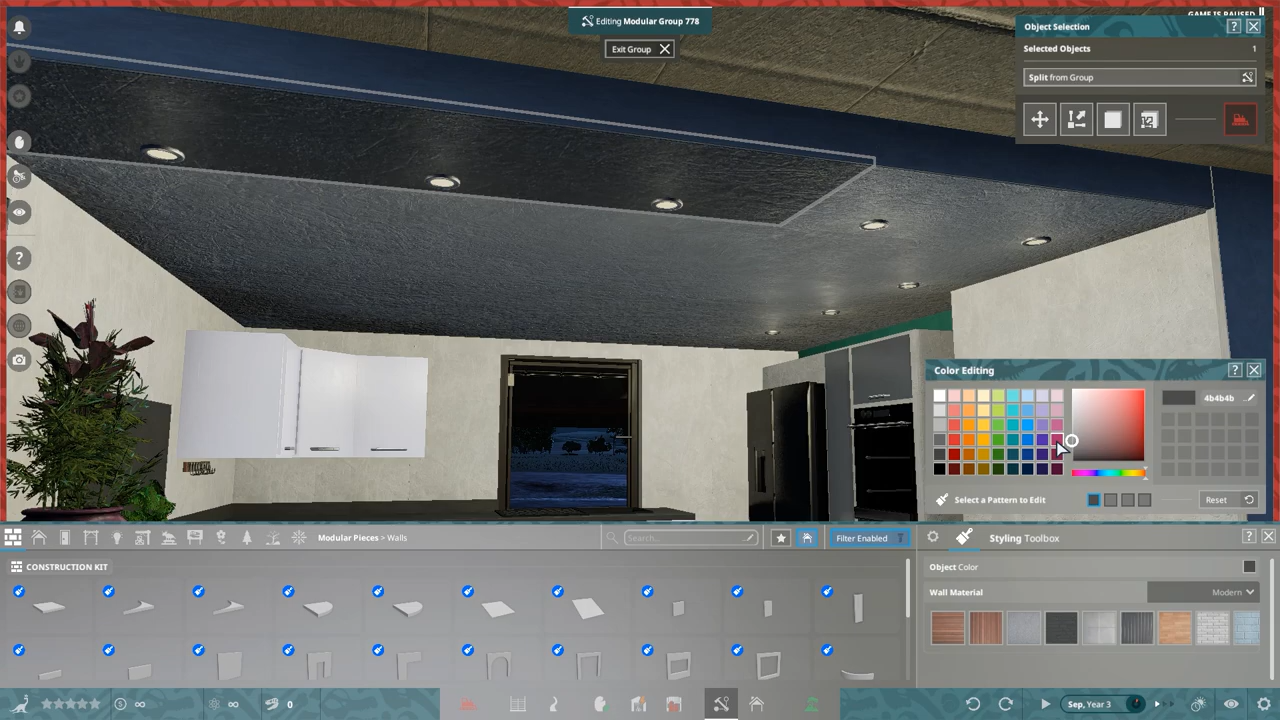 Editing Modular Group 778
GAME IS PAUSED
Exit Group
Object Selection
?
Selected Objects 1
Split from Group
12
?
Color Editing
?
4b4b4b
Select a Pattern to Edit
Reset
Modular Pieces > Walls
Search...
Filter Enabled
Styling Toolbox
?
CONSTRUCTION KIT
Object Color
Wall Material
Modern
∞
∞
0
Sep, Year 3